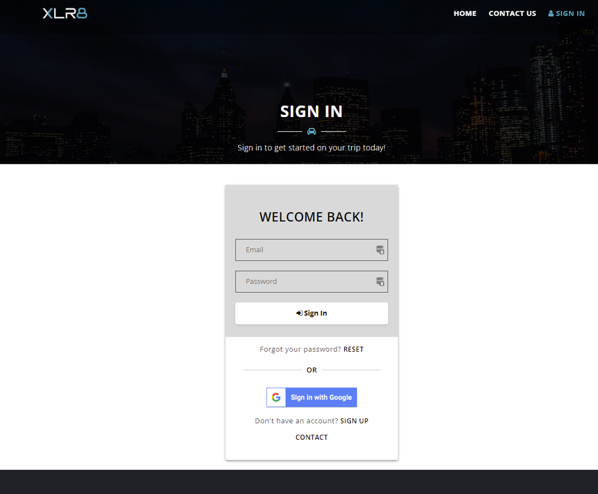 XLR8
HOME CONTACT US SIGN IN
SIGN IN
Sign in to get started on your trip today!
WELCOME BACK!
Email
Password
Sign In
Forgot your password? RESET
OR
G Sign in with Google
Don't have an account? SIGN UP
CONTACT